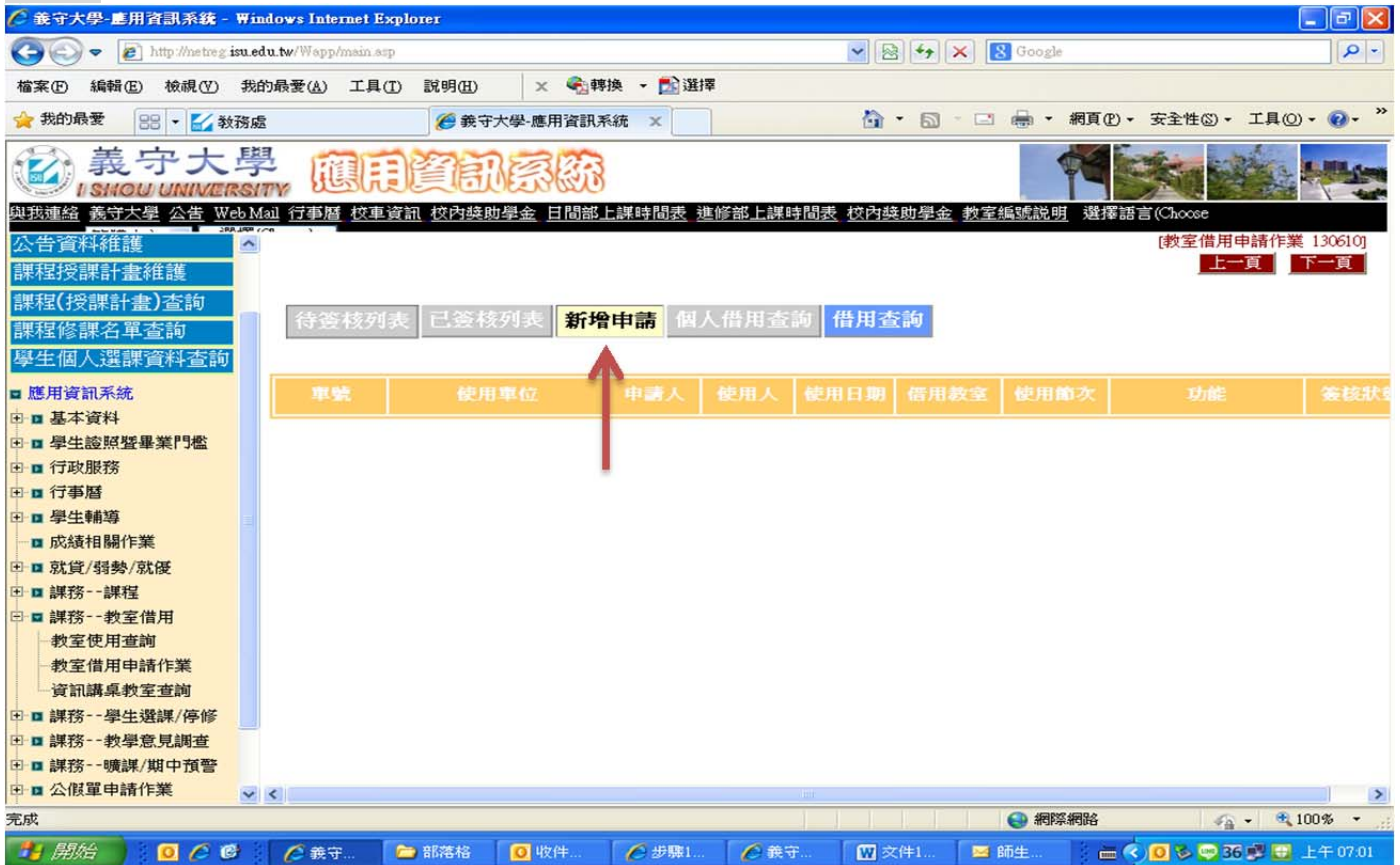 義守大學-應用資訊系統 - Windows Internet Explorer
http://netreg.isu.edu.tw/Wapp/main.asp
Google
檔案(F) 編輯(E) 檢視(V) 我的最愛(A) 工具(T) 說明(H) 轉換 選擇
我的最愛 教務處 義守大學-應用資訊系統 網頁(P) 安全性(S) 工具(O)
義守大學 應用資訊系統
ISU
I SHOU UNIVERSITY
與我連絡 義守大學 公告 Web Mail 行事曆 校車資訊 校內獎助學金 日間部上課時間表 進修部上課時間表 校內獎助學金 教室編號說明 選擇語言(Choose
公告資料維護
[教室借用申請作業 130610]
上一頁 下一頁
課程授課計畫維護
課程(授課計畫)查詢
課程修課名單查詢
學生個人選課資料查詢
待簽核列表 已簽核列表 新增申請 個人借用查詢 借用查詢
單號 使用單位 申請人 使用人 使用日期 借用教室 使用節次 功能 簽核狀
應用資訊系統
基本資料
學生證照暨畢業門檻
行政服務
行事曆
學生輔導
成績相關作業
就貸/弱勢/就優
課務--課程
課務--教室借用
教室使用查詢
教室借用申請作業
資訊講桌教室查詢
課務--學生選課/停修
課務--教學意見調查
課務--曠課/期中預警
公假單申請作業
完成 網際網路 100%
開始 義守... 部落格 收件... 步驟1... 義守... 文件1... 師生... 36 上午 07:01